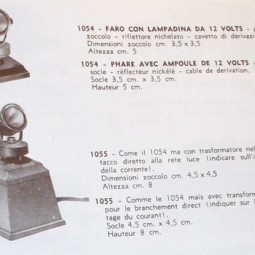 1054 - FARO CON LAMPADINA DA 12 VOLTS -
zoccolo - riflettore nichelato - cavetto di derivazi
Dimensioni zoccolo cm. 3,5 x 3,5
Altezza cm. 5
1054 - PHARE AVEC AMPOULE DE 12 VOLTS -
socle - réflecteur nickélé - cable de derivation.
Socle cm. 3,5 x 3,5
Hauteur 5 cm.
1055 - Come il 1054 ma con trasformatore nel
tacco diretto alla rete luce (indicare sull'
della corrente).
Dimensioni zoccolo cm. 4,5 x 4,5
Altezza cm. 8
1055 - Comme le 1054 mais avec transform
pour le branchement direct (indiquer sur
tage du courant).
Socle 4,5 cm. x 4,5 cm.
Hauteur 8 cm.